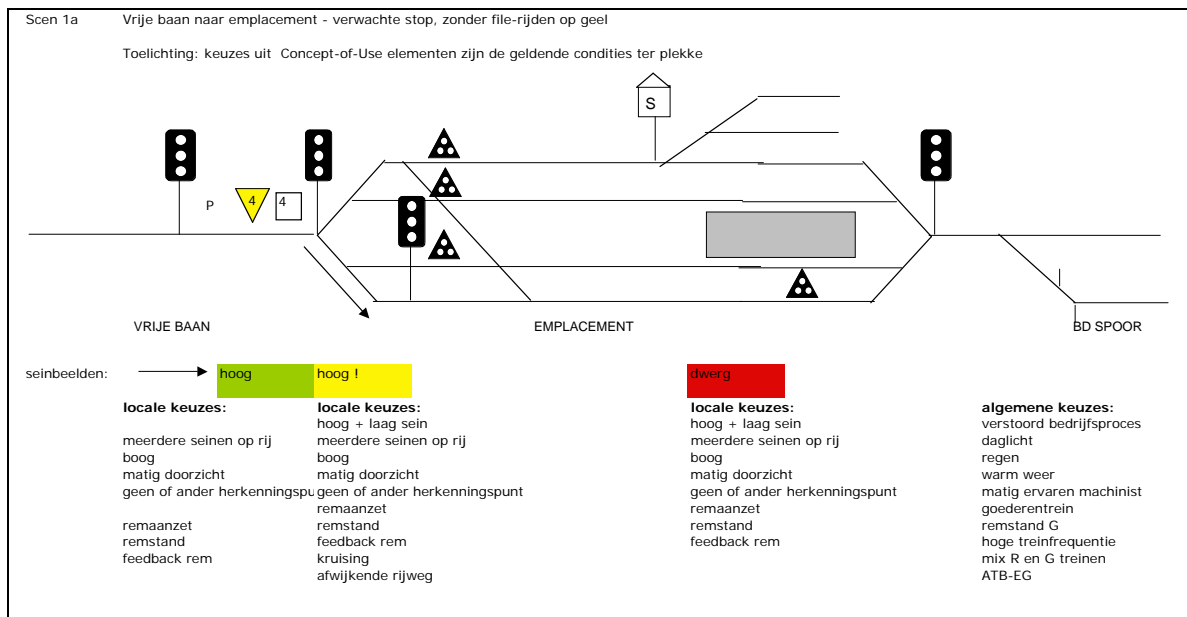 Scen 1a Vrije baan naar emplacement - verwachte stop, zonder file-rijden op geel
Toelichting: keuzes uit Concept-of-Use elementen zijn de geldende condities ter plekke
S
P 4 4
VRIJE BAAN EMPLACEMENT BD SPOOR
seinbeelden: hoog hoog ! dwerg
locale keuzes:
meerdere seinen op rij
boog
matig doorzicht
geen of ander herkenningspu
remaanzet
remstand
feedback rem
locale keuzes:
hoog + laag sein
meerdere seinen op rij
boog
matig doorzicht
geen of ander herkenningspunt
remaanzet
remstand
feedback rem
kruising
afwijkende rijweg
locale keuzes:
hoog + laag sein
meerdere seinen op rij
boog
matig doorzicht
geen of ander herkenningspunt
remaanzet
remstand
feedback rem
algemene keuzes:
verstoord bedrijfsproces
daglicht
regen
warm weer
matig ervaren machinist
goederentrein
remstand G
hoge treinfrequentie
mix R en G treinen
ATB-EG